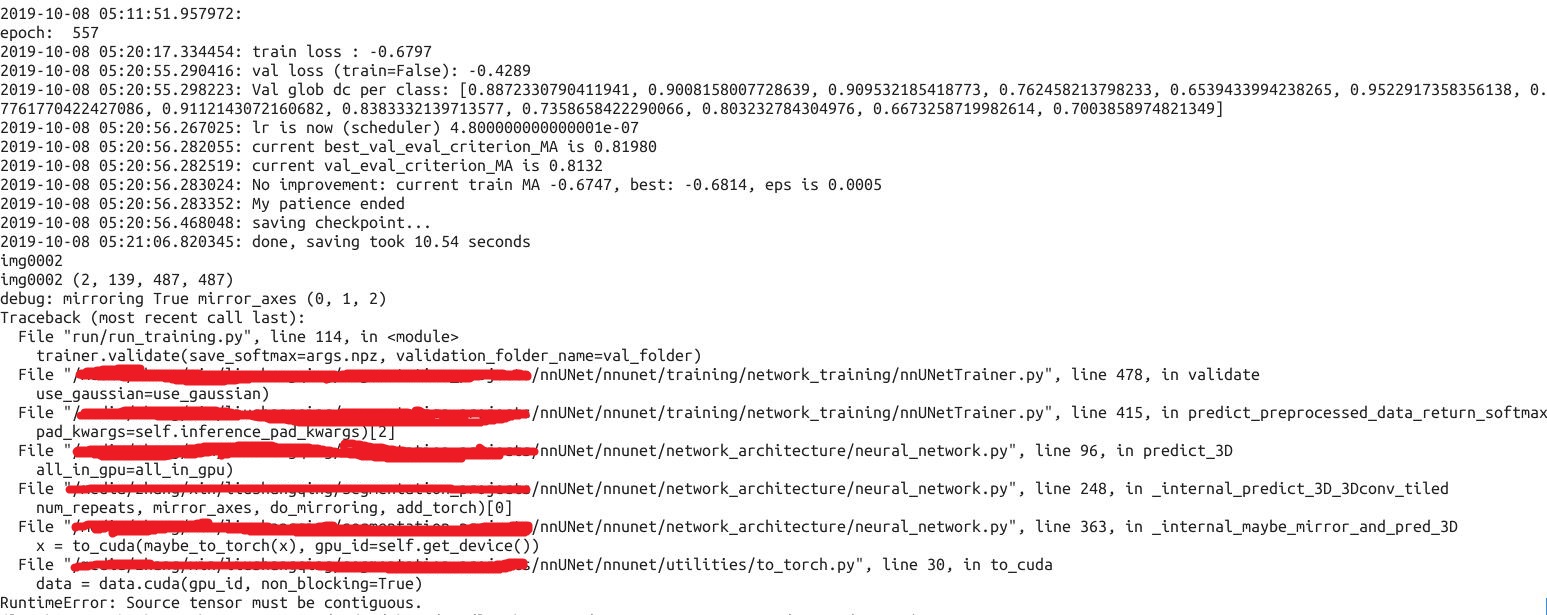 2019-10-08 05:11:51.957972:
epoch:  557
2019-10-08 05:20:17.334454: train loss : -0.6797
2019-10-08 05:20:55.290416: val loss (train=False): -0.4289
2019-10-08 05:20:55.298223: Val glob dc per class: [0.8872330790411941, 0.9008158007728639, 0.909532185418773, 0.762458213798233, 0.6539433994238265, 0.9522917358356138, 0.
7761770422427086, 0.9112143072160682, 0.8383332139713577, 0.7358658422290066, 0.803232784304976, 0.6673258719982614, 0.7003858974821349]
2019-10-08 05:20:56.267025: lr is now (scheduler) 4.800000000000001e-07
2019-10-08 05:20:56.282055: current best_val_eval_criterion_MA is 0.81980
2019-10-08 05:20:56.282519: current val_eval_criterion_MA is 0.8132
2019-10-08 05:20:56.283024: No improvement: current train MA -0.6747, best: -0.6814, eps is 0.0005
2019-10-08 05:20:56.283352: My patience ended
2019-10-08 05:20:56.468048: saving checkpoint...
2019-10-08 05:21:06.820345: done, saving took 10.54 seconds
img0002
img0002 (2, 139, 487, 487)
debug: mirroring True mirror_axes (0, 1, 2)
Traceback (most recent call last):
  File "run/run_training.py", line 114, in <module>
    trainer.validate(save_softmax=args.npz, validation_folder_name=val_folder)
  File "/ /nnUNet/nnunet/training/network_training/nnUNetTrainer.py", line 478, in validate
    use_gaussian=use_gaussian)
  File "/ /nnUNet/nnunet/training/network_training/nnUNetTrainer.py", line 415, in predict_preprocessed_data_return_softmax
    pad_kwargs=self.inference_pad_kwargs)[2]
  File "/ /nnUNet/nnunet/network_architecture/neural_network.py", line 96, in predict_3D
    all_in_gpu=all_in_gpu)
  File " /nnUNet/nnunet/network_architecture/neural_network.py", line 248, in _internal_predict_3D_3Dconv_tiled
    num_repeats, mirror_axes, do_mirroring, add_torch)[0]
  File "/ /nnUNet/nnunet/network_architecture/neural_network.py", line 363, in _internal_maybe_mirror_and_pred_3D
    x = to_cuda(maybe_to_torch(x), gpu_id=self.get_device())
  File "/ /nnUNet/nnunet/utilities/to_torch.py", line 30, in to_cuda
    data = data.cuda(gpu_id, non_blocking=True)
RuntimeError: Source tensor must be contiguous.